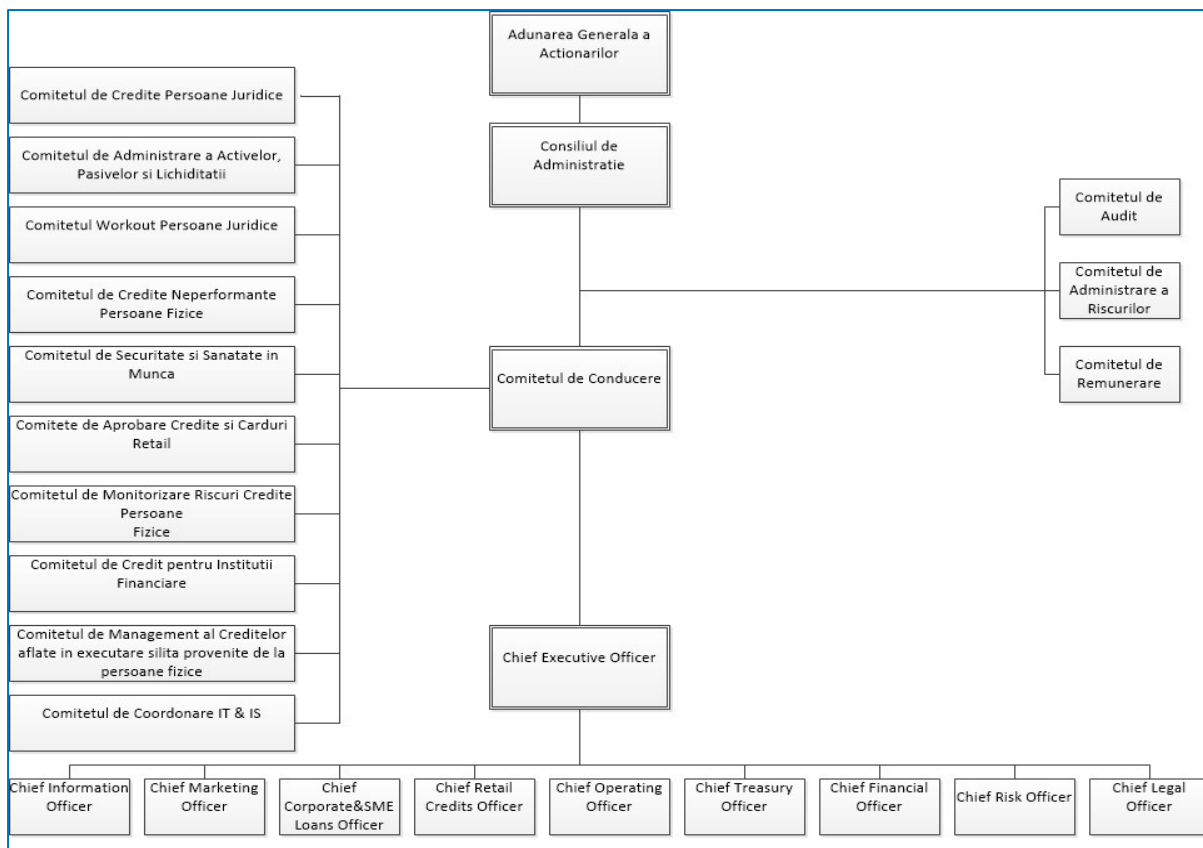 Adunarea Generala a
Actionarilor
Consiliul de
Administratie
Comitetul de Credite Persoane Juridice
Comitetul de Administrare a Activelor,
Pasivelor si Lichiditatii
Comitetul Workout Persoane Juridice
Comitetul de Credite Neperformante
Persoane Fizice
Comitetul de Securitate si Sanatate in
Munca
Comitete de Aprobare Credite si Carduri
Retail
Comitetul de Monitorizare Riscuri Credite
Persoane
Fizice
Comitetul de Credit pentru Institutii
Financiare
Comitetul de Management al Creditelor
aflate in executare silita provenite de la
persoane fizice
Comitetul de Coordonare IT & IS
Comitetul de
Audit
Comitetul de
Administrare a
Riscurilor
Comitetul de
Remunerare
Comitetul de Conducere
Chief Executive Officer
Chief Information
Officer
Chief Marketing
Officer
Chief
Corporate&SME
Loans Officer
Chief Retail
Credits Officer
Chief Operating
Officer
Chief Treasury
Officer
Chief Financial
Officer
Chief Risk Officer
Chief Legal
Officer